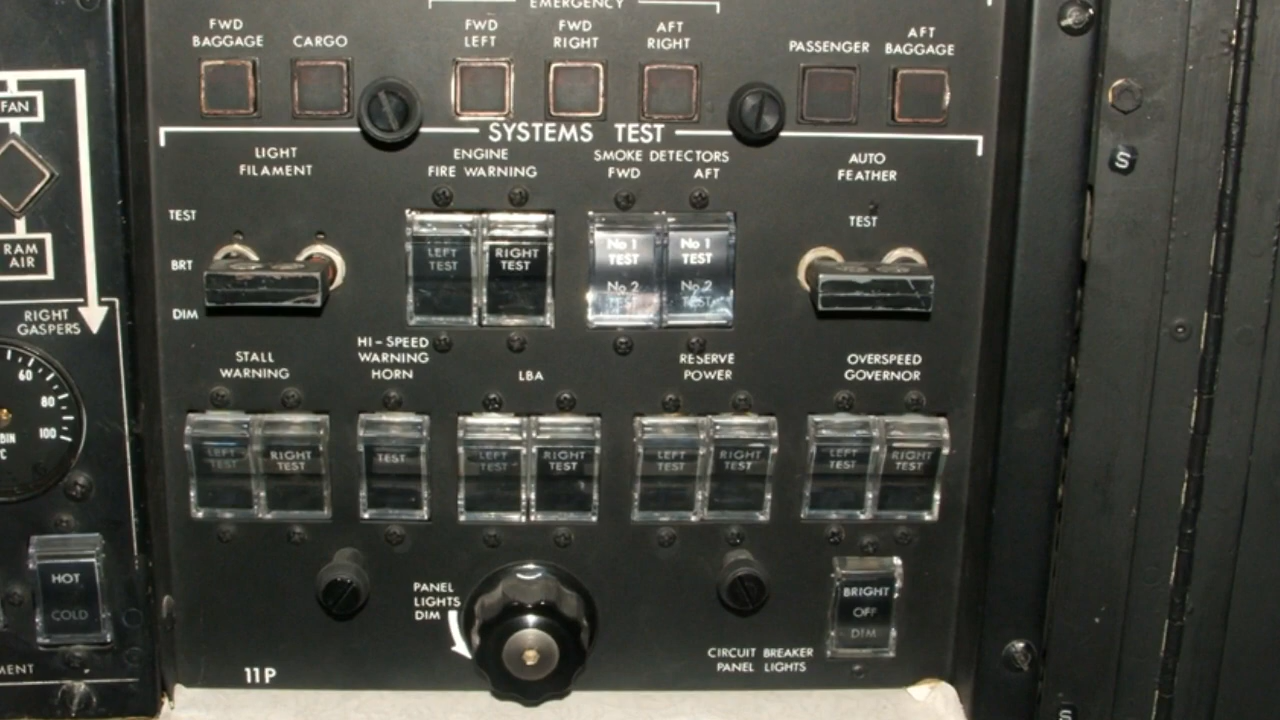 EMERGENCY
FWD
BAGGAGE
CARGO
FWD
LEFT
FWD
RIGHT
AFT
RIGHT
PASSENGER
AFT
BAGGAGE
FAN
RAM
AIR
RIGHT
GASPERS
60
80
100
HOT
COLD
SYSTEMS TEST
LIGHT
FILAMENT
TEST
BRT
DIM
ENGINE
FIRE WARNING
LEFT
TEST
RIGHT
TEST
SMOKE DETECTORS
FWD AFT
No 1
TEST
No 2
TEST
No 1
TEST
No 2
TEST
AUTO
FEATHER
TEST
STALL
WARNING
LEFT
TEST
RIGHT
TEST
HI-SPEED
WARNING
HORN
TEST
LBA
LEFT
TEST
RIGHT
TEST
RESERVE
POWER
LEFT
TEST
RIGHT
TEST
OVERSPEED
GOVERNOR
LEFT
TEST
RIGHT
TEST
PANEL
LIGHTS
DIM
CIRCUIT BREAKER
PANEL LIGHTS
BRIGHT
OFF
DIM
11P
S
S